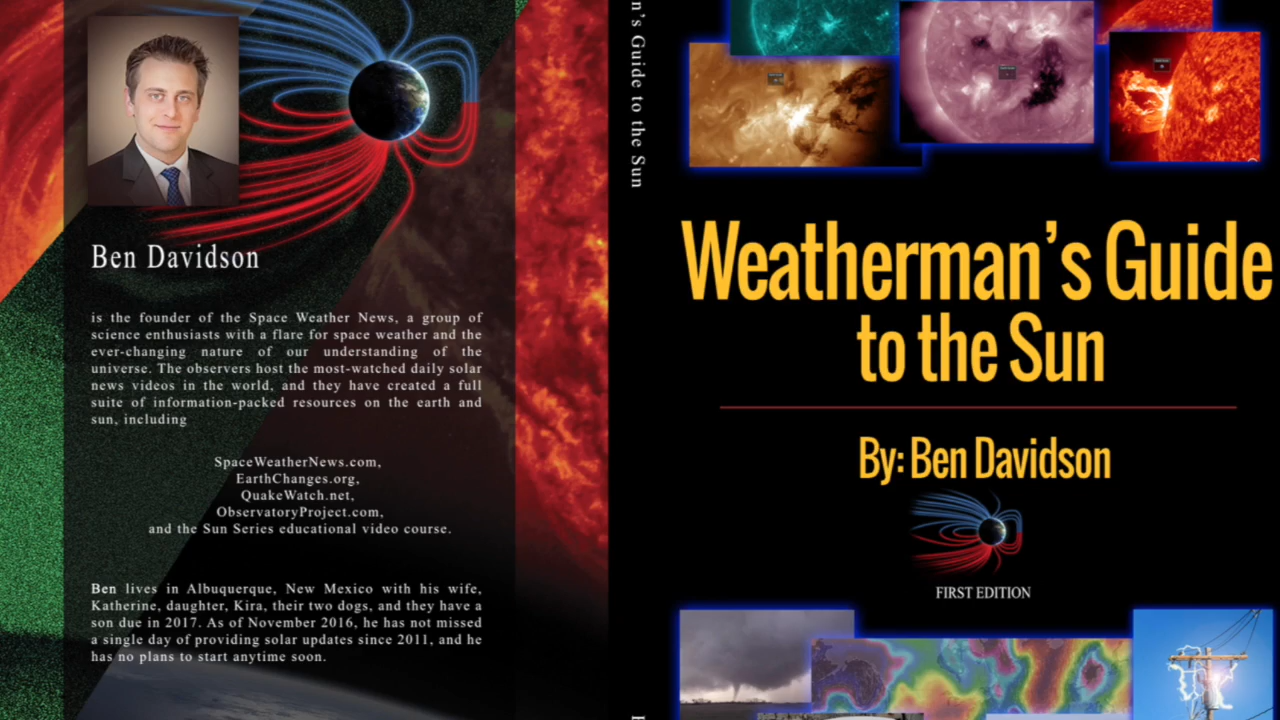 Ben Davidson
is the founder of the Space Weather News, a group of
science enthusiasts with a flare for space weather and the
ever-changing nature of our understanding of the
universe. The observers host the most-watched daily solar
news videos in the world, and they have created a full
suite of information-packed resources on the earth and
sun, including
SpaceWeatherNews.com,
EarthChanges.org,
QuakeWatch.net,
ObservatoryProject.com,
and the Sun Series educational video course.
Ben lives in Albuquerque, New Mexico with his wife,
Katherine, daughter, Kira, their two dogs, and they have a
son due in 2017. As of November 2016, he has not missed
a single day of providing solar updates since 2011, and he
has no plans to start anytime soon.
n's Guide to the Sun
Weatherman's Guide
to the Sun
By: Ben Davidson
FIRST EDITION